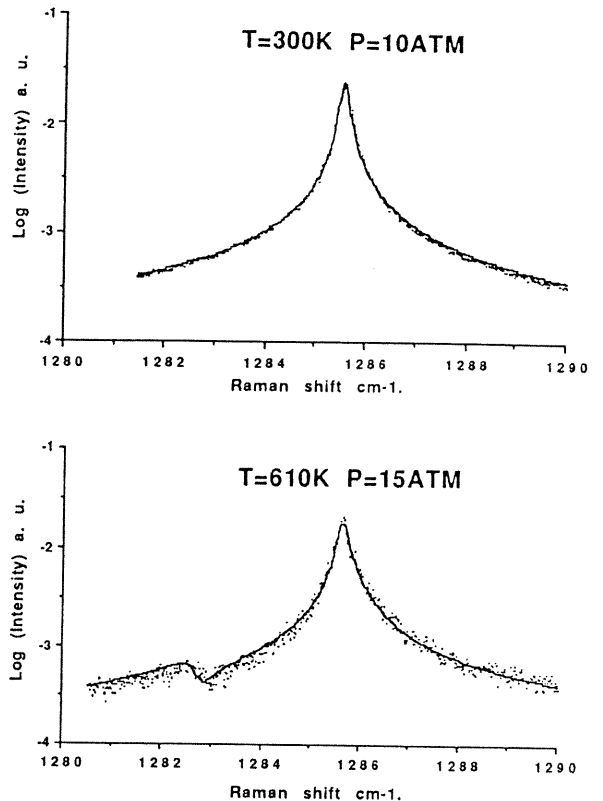 -1
T=300K P=10ATM
-2
Log (Intensity) a. u.
-3
-4
1280 1282 1284 1286 1288 1290
Raman shift cm-1.
-1
T=610K P=15ATM
-2
Log (Intensity) a. u.
-3
-4
1280 1282 1284 1286 1288 1290
Raman shift cm-1.